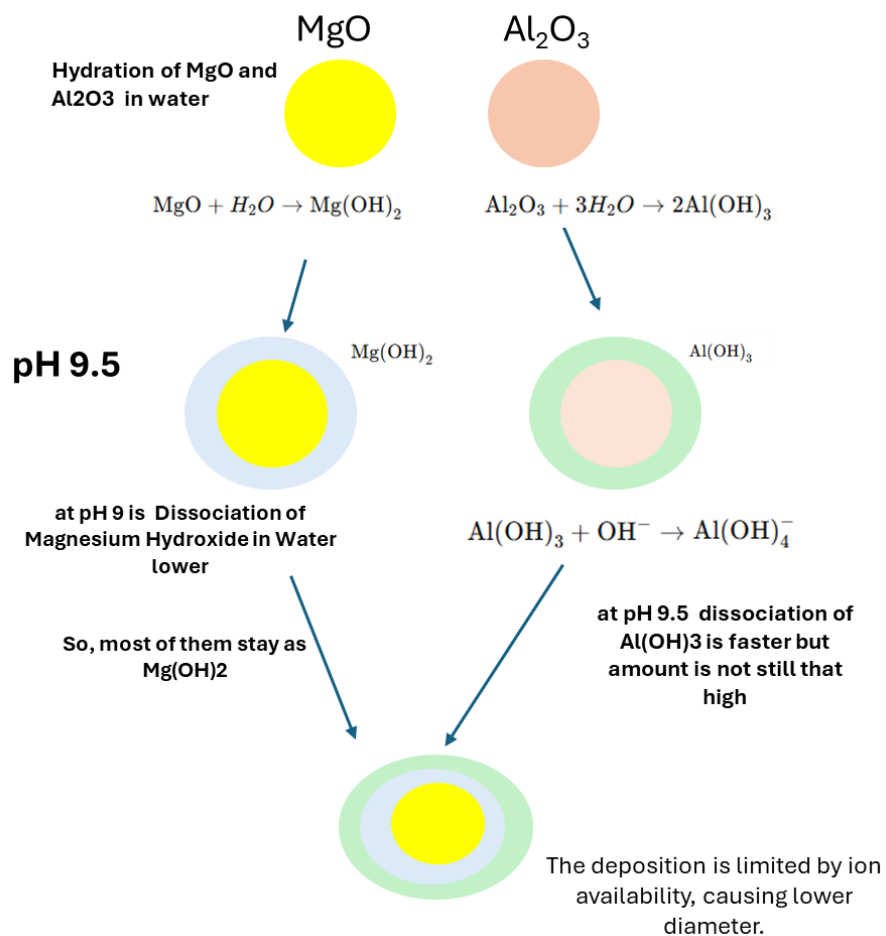 MgO
Al₂O₃
Hydration of MgO and
Al2O3 in water
MgO + H₂O → Mg(OH)₂
Al₂O₃ + 3H₂O → 2Al(OH)₃
pH 9.5
Mg(OH)₂
Al(OH)₃
at pH 9 is Dissociation of
Magnesium Hydroxide in Water
lower
Al(OH)₃ + OH⁻ → Al(OH)₄⁻
So, most of them stay as
Mg(OH)2
at pH 9.5 dissociation of
Al(OH)3 is faster but
amount is not still that
high
The deposition is limited by ion
availability, causing lower
diameter.